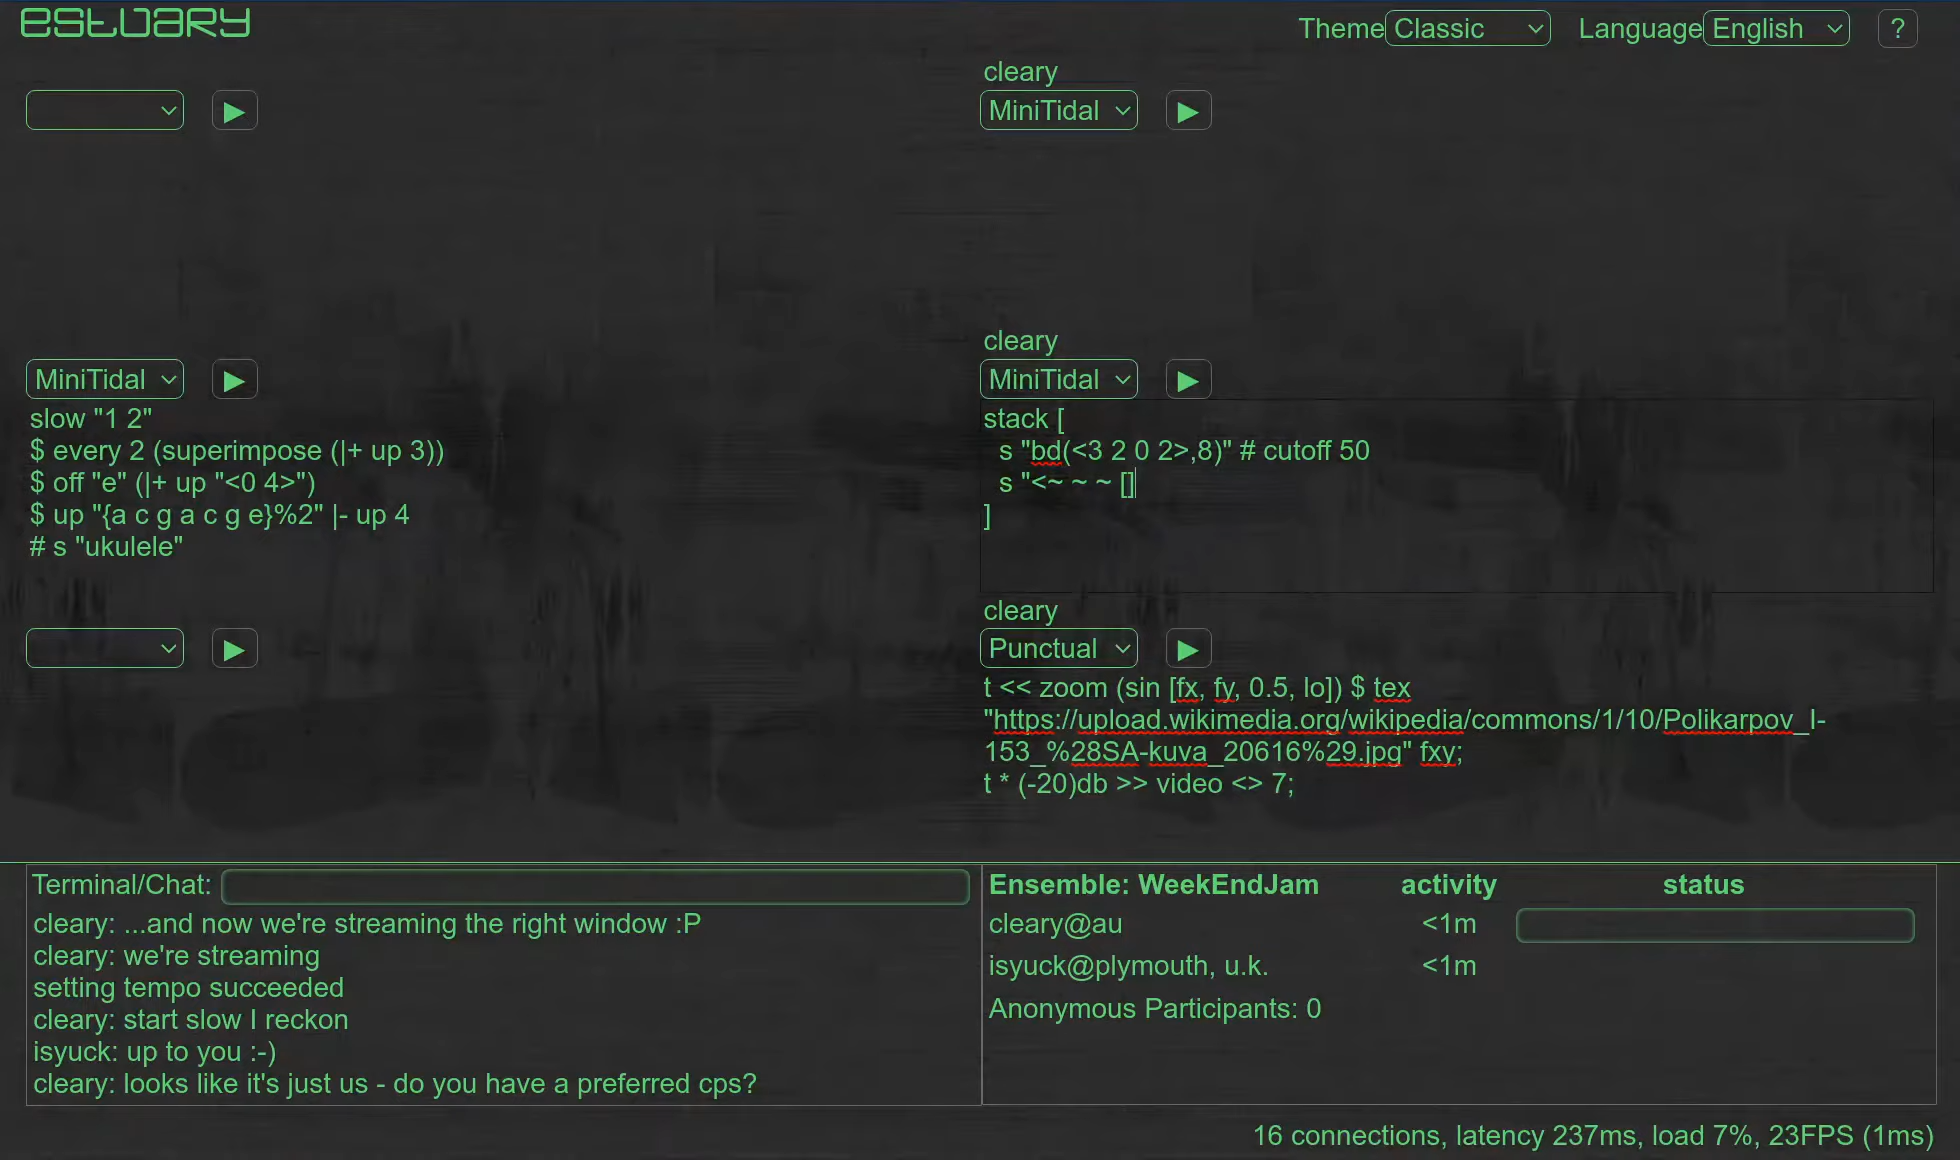 estuary
Theme Classic Language English ?
cleary
MiniTidal
cleary
MiniTidal
slow "1 2"
$ every 2 (superimpose (|+ up 3))
$ off "e" (|+ up "<0 4>")
$ up "{a c g a c g e}%2" |- up 4
# s "ukulele"
MiniTidal
stack [
s "bd(<3 2 0 2>,8)" # cutoff 50
s "<~ ~ ~ []
]
cleary
Punctual
t << zoom (sin [fx, fy, 0.5, lo]) $ tex
"https://upload.wikimedia.org/wikipedia/commons/1/10/Polikarpov_I-
153_%28SA-kuva_20616%29.jpg" fxy;
t * (-20)db >> video <> 7;
Terminal/Chat:
cleary: ...and now we're streaming the right window :P
cleary: we're streaming
setting tempo succeeded
cleary: start slow I reckon
isyuck: up to you :-)
cleary: looks like it's just us - do you have a preferred cps?
Ensemble: WeekEndJam activity status
cleary@au <1m
isyuck@plymouth, u.k. <1m
Anonymous Participants: 0
16 connections, latency 237ms, load 7%, 23FPS (1ms)